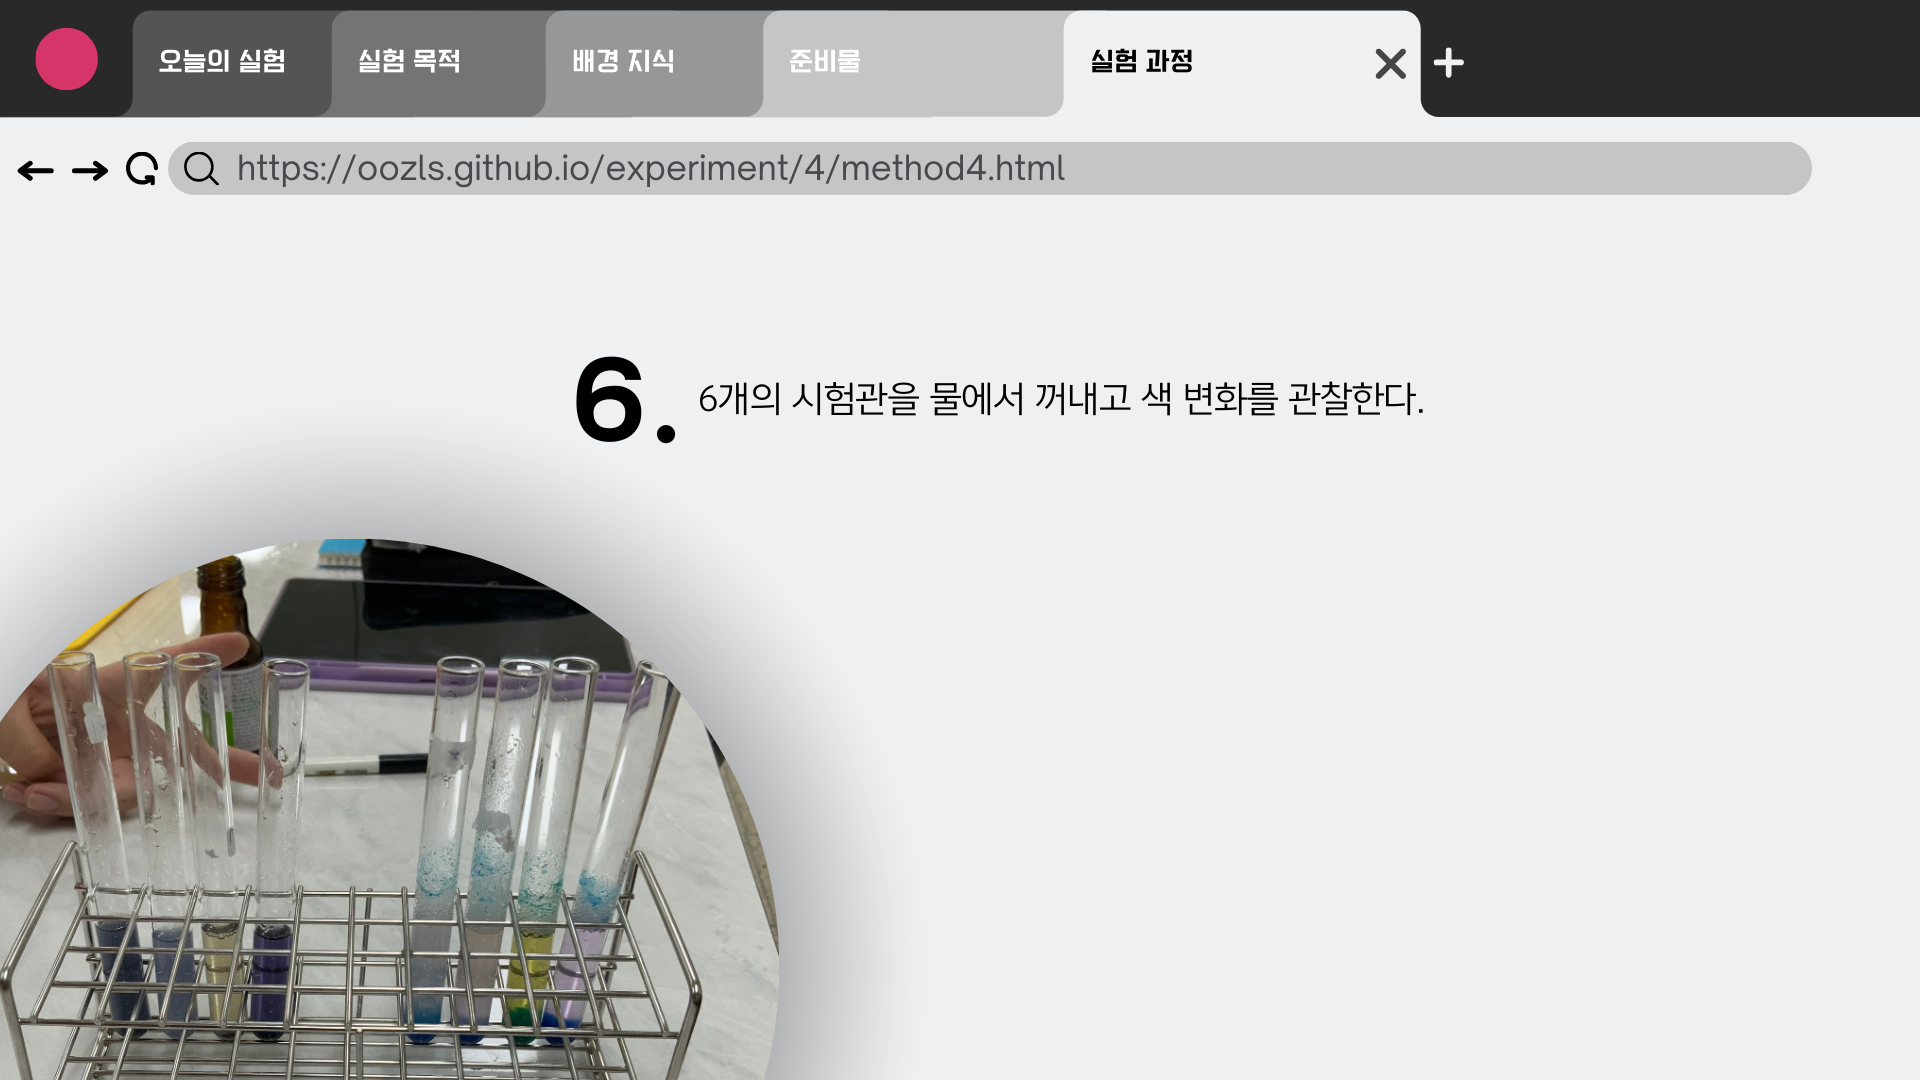 오늘의 실험
실험 목적
배경 지식
준비물
실험 과정
https://oozls.github.io/experiment/4/method4.html
6. 6개의 시험관을 물에서 꺼내고 색 변화를 관찰한다.